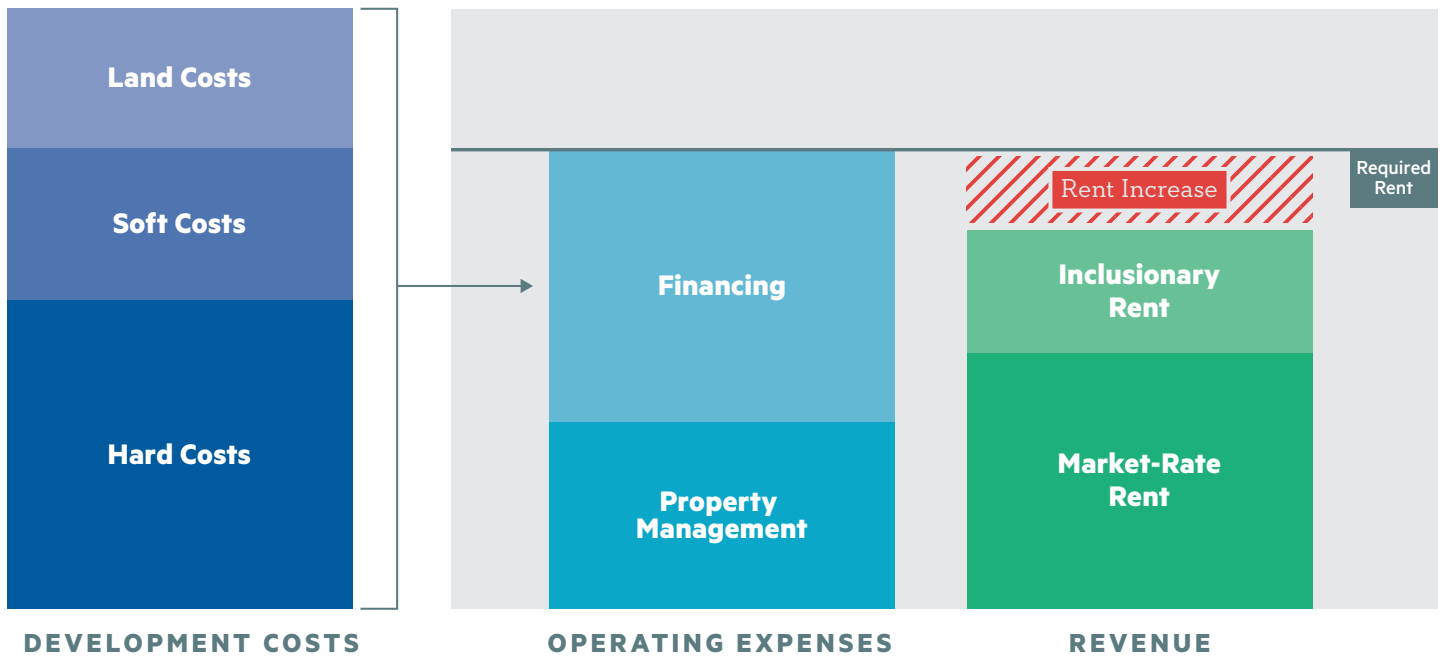 Land Costs
Soft Costs
Hard Costs
DEVELOPMENT COSTS
Financing
Property
Management
OPERATING EXPENSES
Rent Increase
Inclusionary
Rent
Market-Rate
Rent
REVENUE
Required
Rent